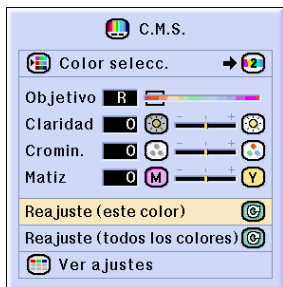 C.M.S.
Color selecc. 2
Objetivo R
Claridad 0 - +
Cromin. 0 - +
Matiz 0 M - + Y
Reajuste (este color)
Reajuste (todos los colores)
Ver ajustes